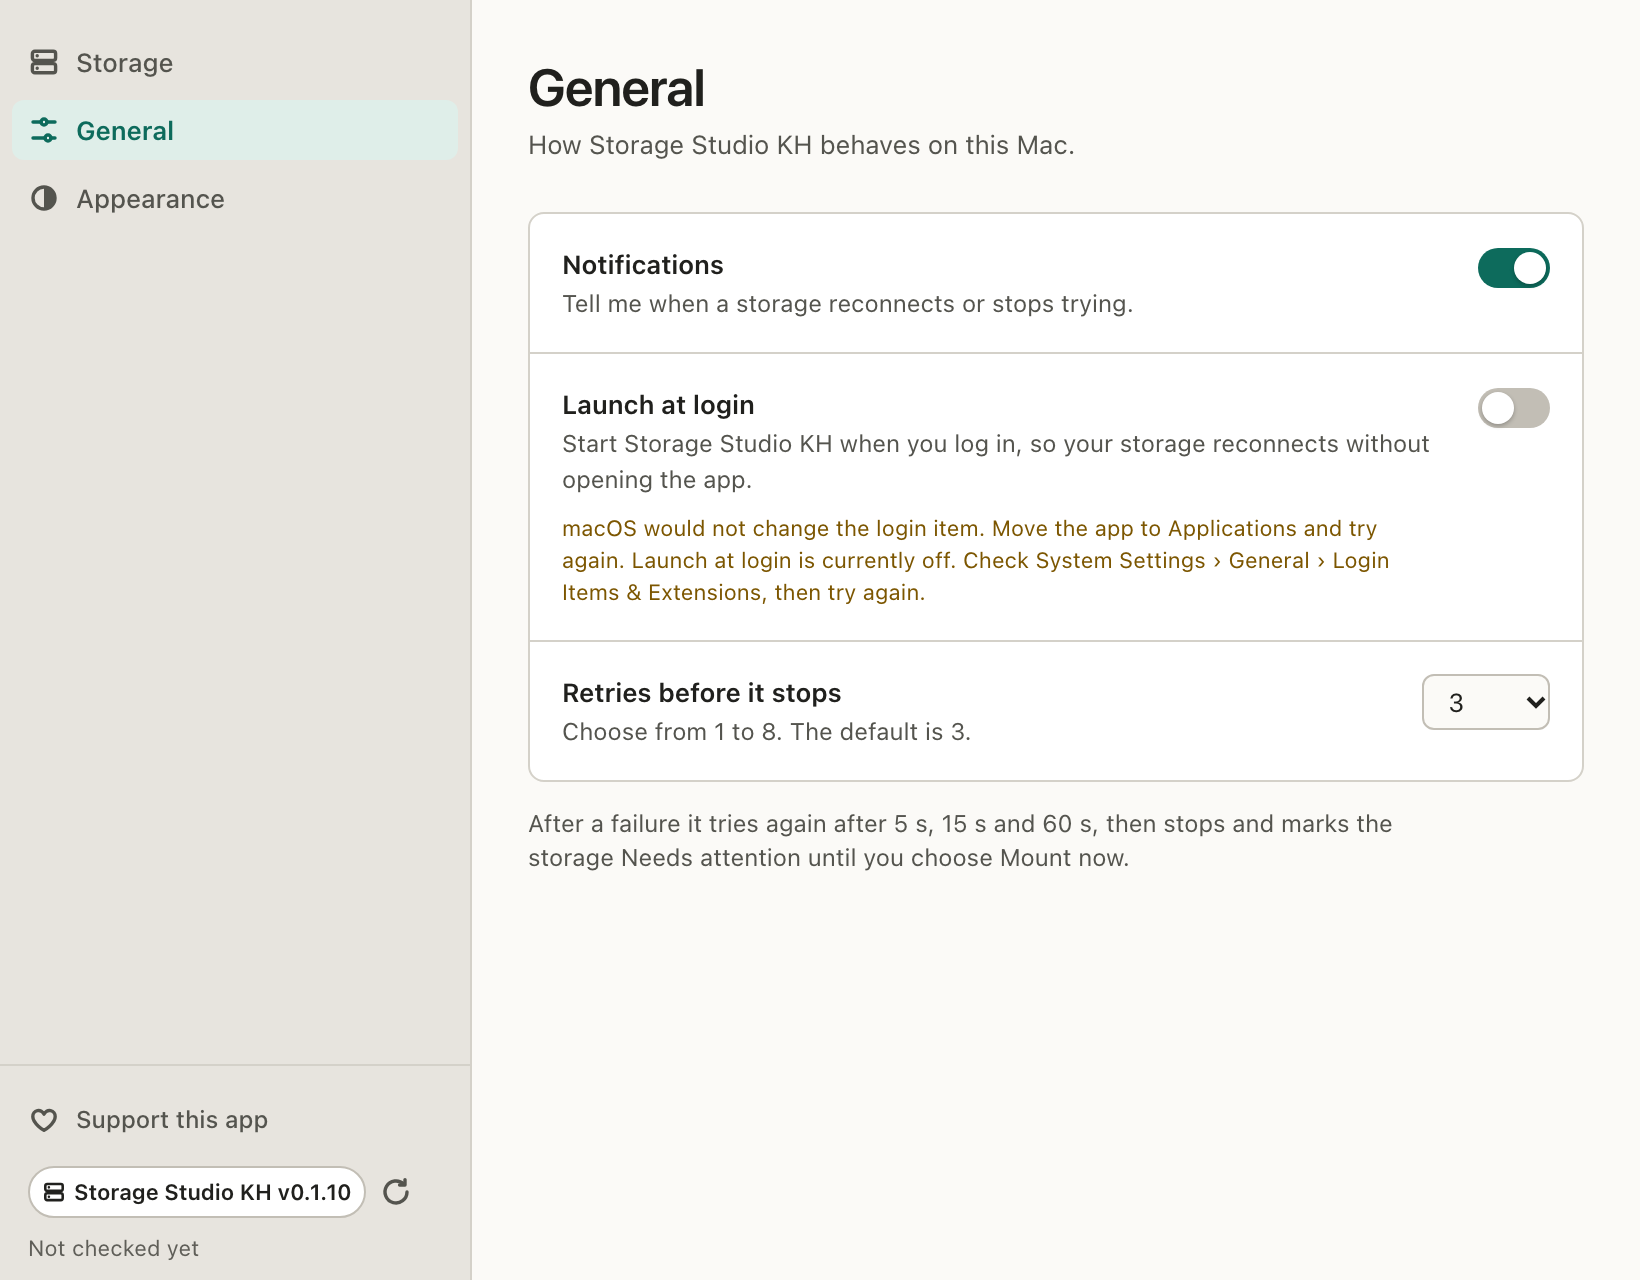 Storage
General
Appearance
Support this app
Storage Studio KH v0.1.10
Not checked yet
General
How Storage Studio KH behaves on this Mac.
Notifications
Tell me when a storage reconnects or stops trying.
Launch at login
Start Storage Studio KH when you log in, so your storage reconnects without
opening the app.
macOS would not change the login item. Move the app to Applications and try
again. Launch at login is currently off. Check System Settings › General › Login
Items & Extensions, then try again.
Retries before it stops
Choose from 1 to 8. The default is 3.
3
After a failure it tries again after 5 s, 15 s and 60 s, then stops and marks the
storage Needs attention until you choose Mount now.